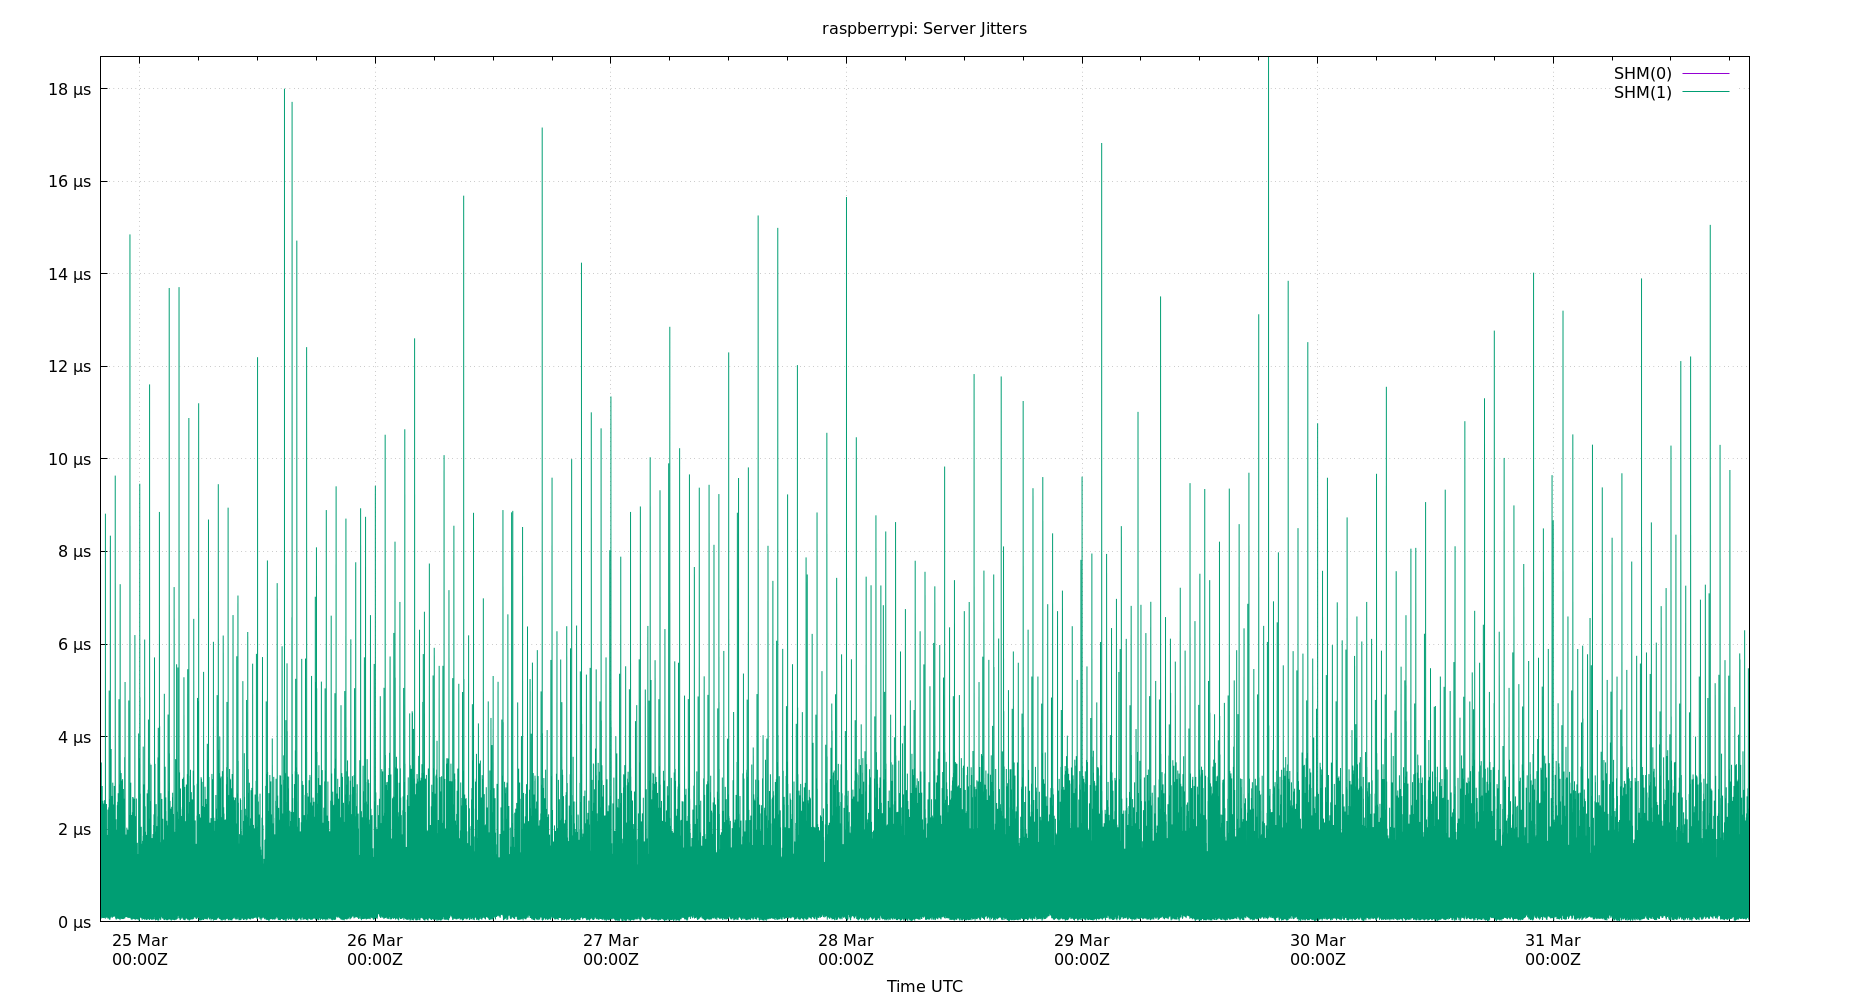 raspberrypi: Server Jitters
SHM(0)
SHM(1)
18 µs
16 µs
14 µs
12 µs
10 µs
8 µs
6 µs
4 µs
2 µs
0 µs
25 Mar 26 Mar 27 Mar 28 Mar 29 Mar 30 Mar 31 Mar
00:00Z 00:00Z 00:00Z 00:00Z 00:00Z 00:00Z 00:00Z
Time UTC